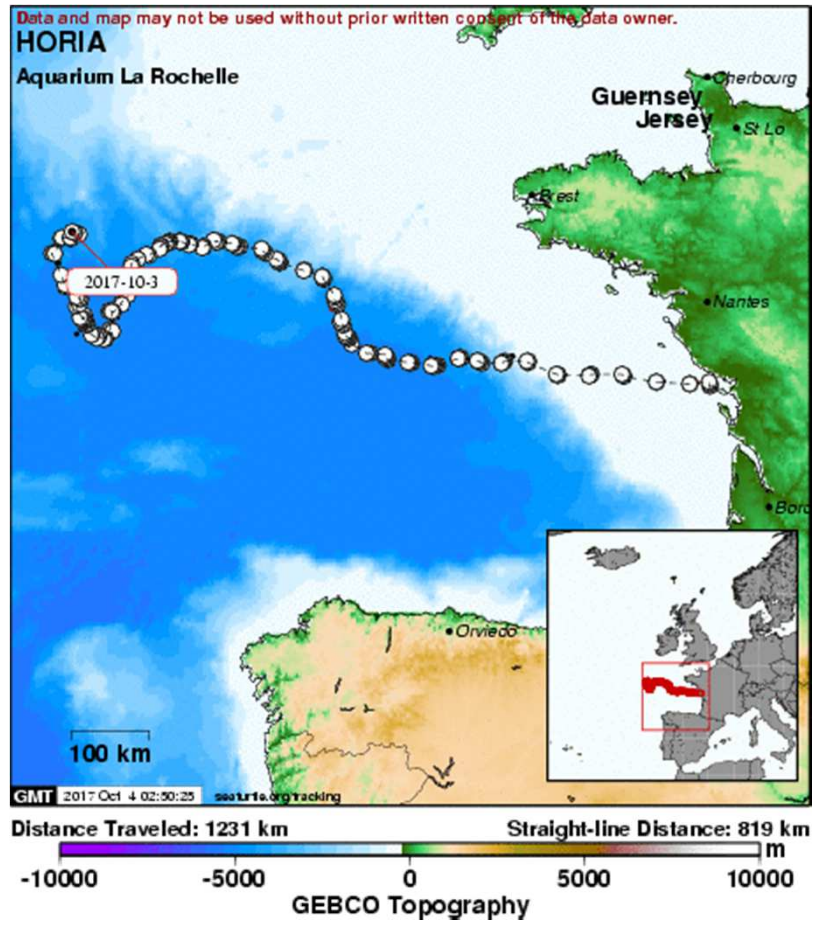 Data and map may not be used without prior written consent of the data owner.
HORIA
Aquarium La Rochelle
Cherbourg
Guernsey
Jersey
St Lo
Brest
2017-10-3
Nantes
Bord
Orviedo
100 km
GMT 2017 Oct 4 02:50:25 seaturtle.org/tracking
Distance Traveled: 1231 km Straight-line Distance: 819 km
m
-10000 -5000 0 5000 10000
GEBCO Topography